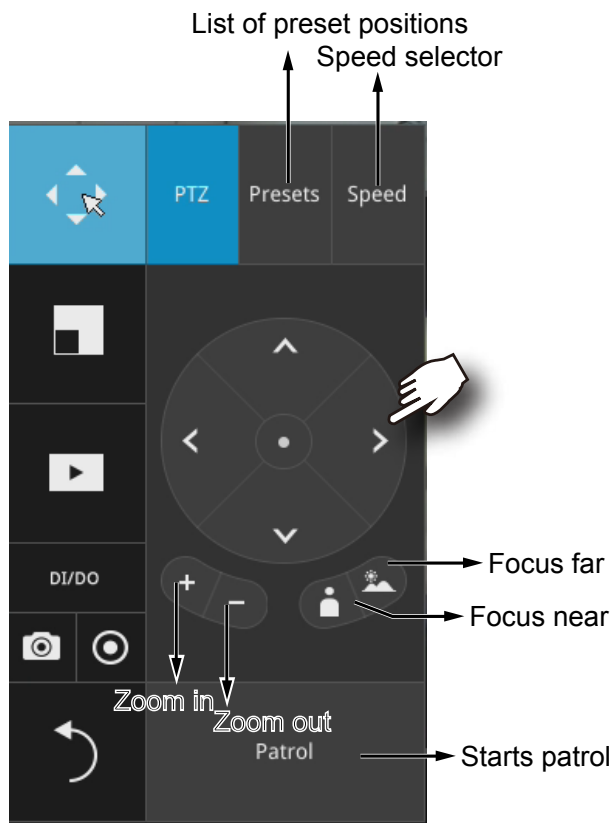 List of preset positions
Speed selector
PTZ
Presets
Speed
DI/DO
Focus far
Focus near
Zoom in
Zoom out
Patrol
Starts patrol